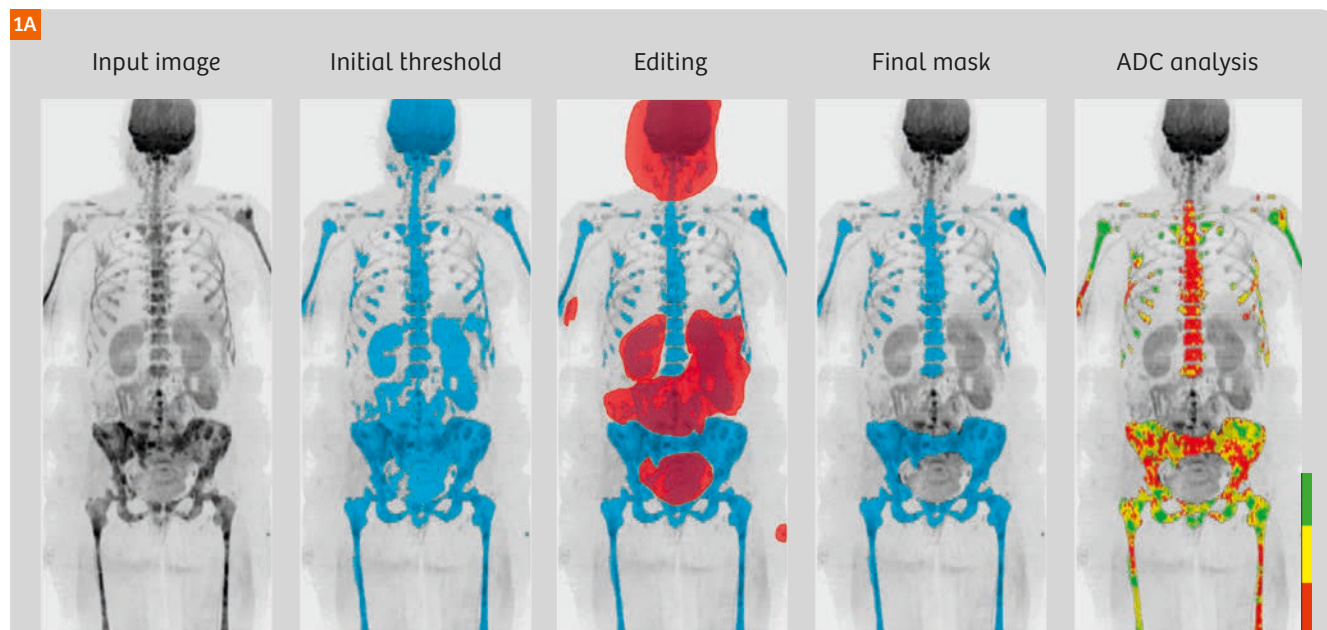 1A
Input image
Initial threshold
Editing
Final mask
ADC analysis